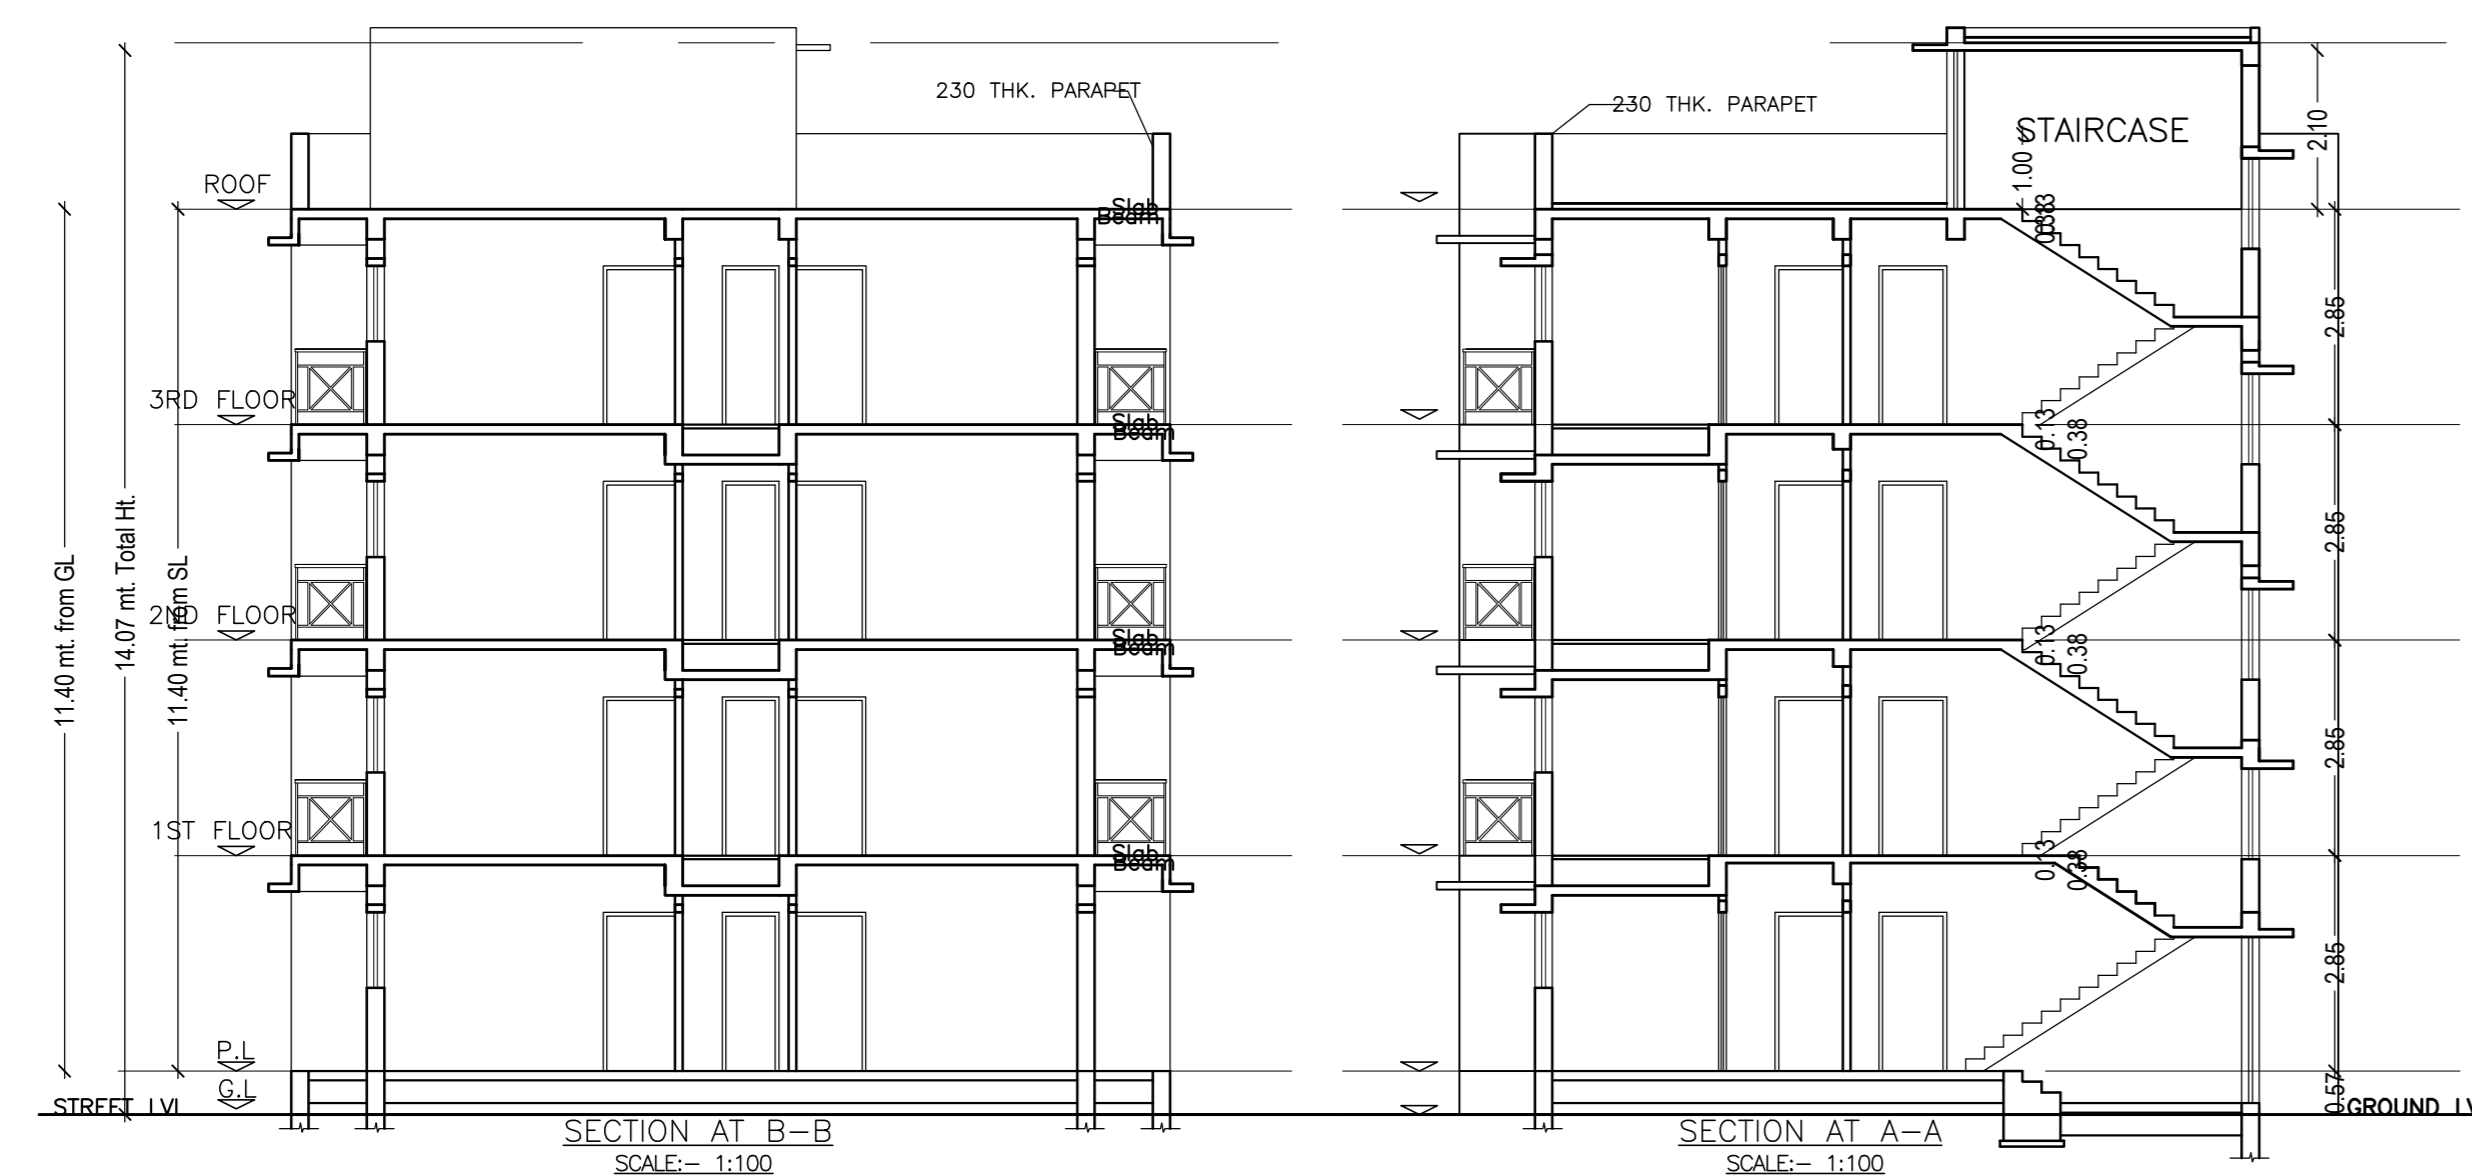 230 THK. PARAPET
ROOF
Slab
Beam
3RD FLOOR
Slab
Beam
2ND FLOOR
Slab
Beam
1ST FLOOR
Slab
Beam
P.L
G.L
STREET LVL
11.40 mt. from GL
14.07 mt. Total Ht.
11.40 mt. from SL
SECTION AT B-B
SCALE:- 1:100
230 THK. PARAPET
STAIRCASE
2.10
1.00
2.85
0.13
0.38
2.85
0.13
0.38
2.85
0.13
0.38
2.85
0.57
GROUND LV
SECTION AT A-A
SCALE:- 1:100